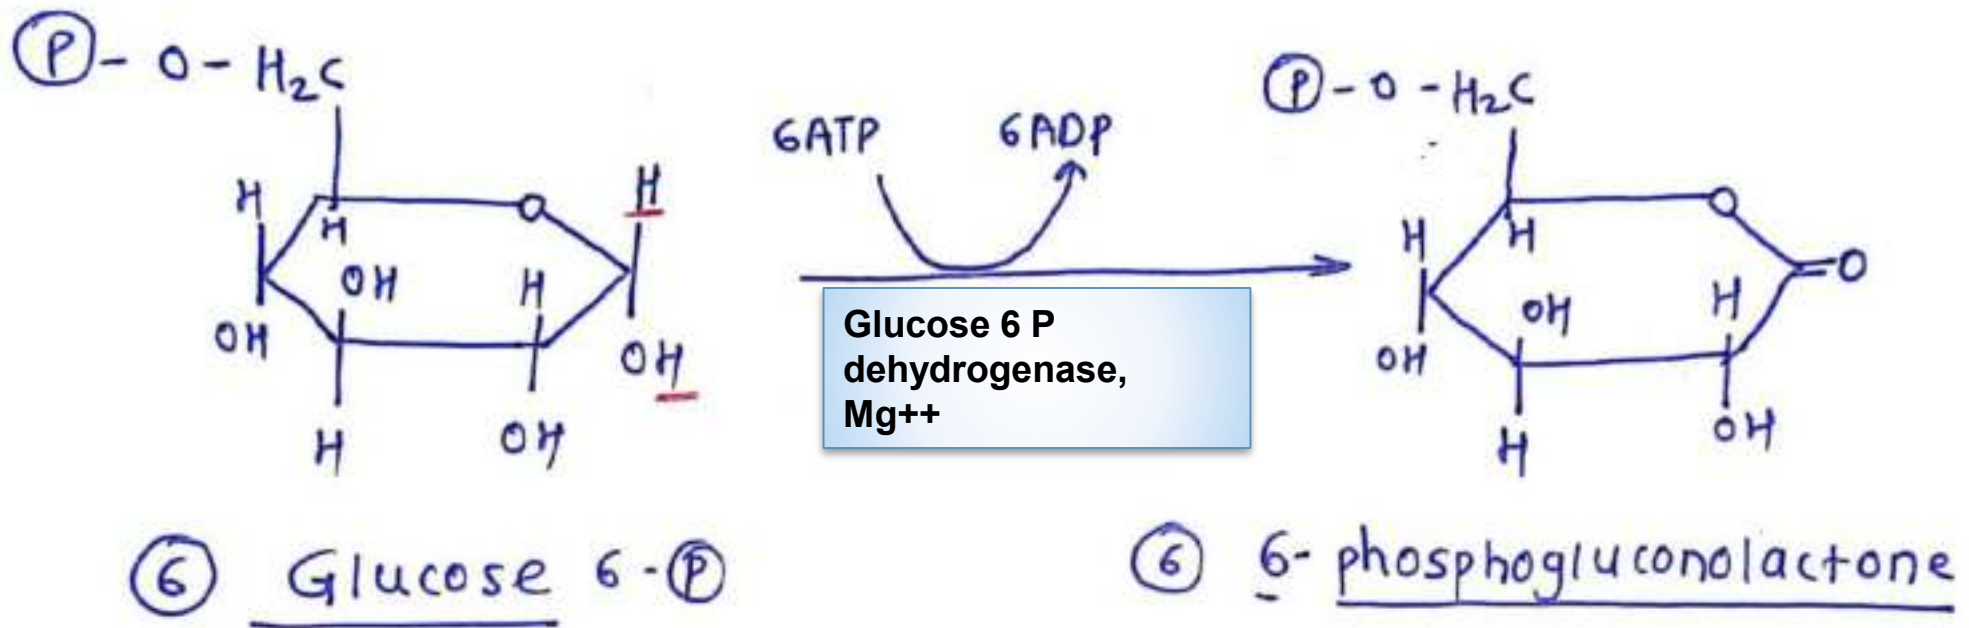 Ⓟ - O - H₂C
H
H
O
H
OH
OH
H
H
OH
OH
6ATP 6ADP
Glucose 6 P
dehydrogenase,
Mg++
Ⓟ - O - H₂C
H
H
O
=O
OH
OH
H
H
OH
⑥ Glucose 6 - Ⓟ
⑥ 6- phosphogluconolactone